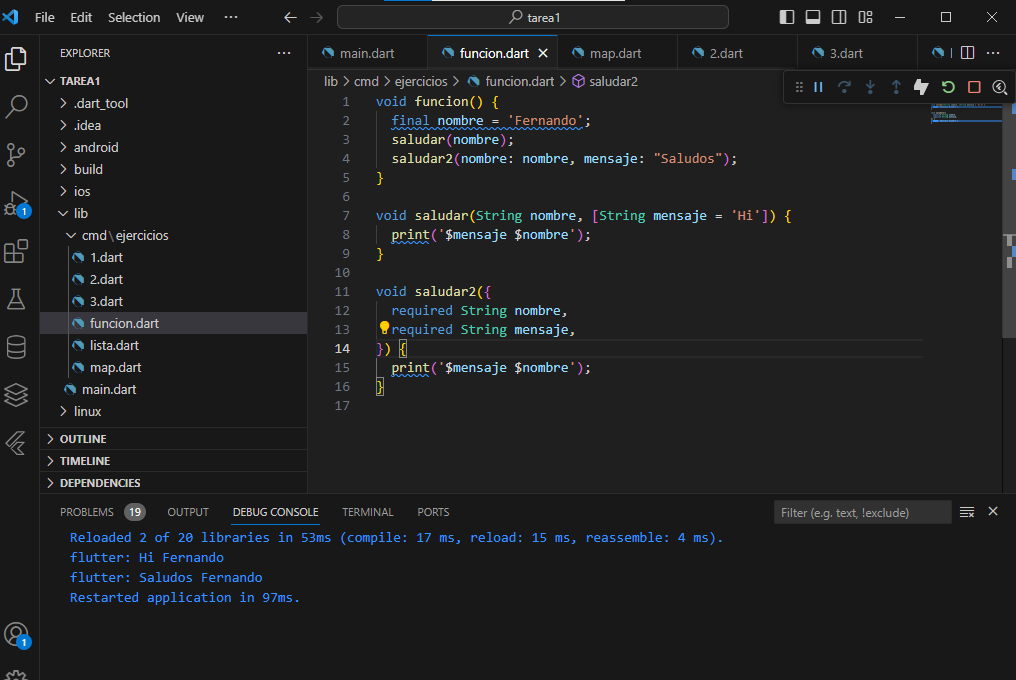 File Edit Selection View ··· tarea1
EXPLORER ···
TAREA1
.dart_tool
.idea
android
build
ios
lib
cmd \ ejercicios
1.dart
2.dart
3.dart
funcion.dart
lista.dart
map.dart
main.dart
linux
OUTLINE
TIMELINE
DEPENDENCIES
1
1
main.dart funcion.dart map.dart 2.dart 3.dart
lib > cmd > ejercicios > funcion.dart > saludar2
1 void funcion() {
2 final nombre = 'Fernando';
3 saludar(nombre);
4 saludar2(nombre: nombre, mensaje: "Saludos");
5 }
6
7 void saludar(String nombre, [String mensaje = 'Hi']) {
8 print('$mensaje $nombre');
9 }
10
11 void saludar2({
12 required String nombre,
13 required String mensaje,
14 }) {
15 print('$mensaje $nombre');
16 }
17
PROBLEMS 19 OUTPUT DEBUG CONSOLE TERMINAL PORTS Filter (e.g. text, !exclude)
Reloaded 2 of 20 libraries in 53ms (compile: 17 ms, reload: 15 ms, reassemble: 4 ms).
flutter: Hi Fernando
flutter: Saludos Fernando
Restarted application in 97ms.